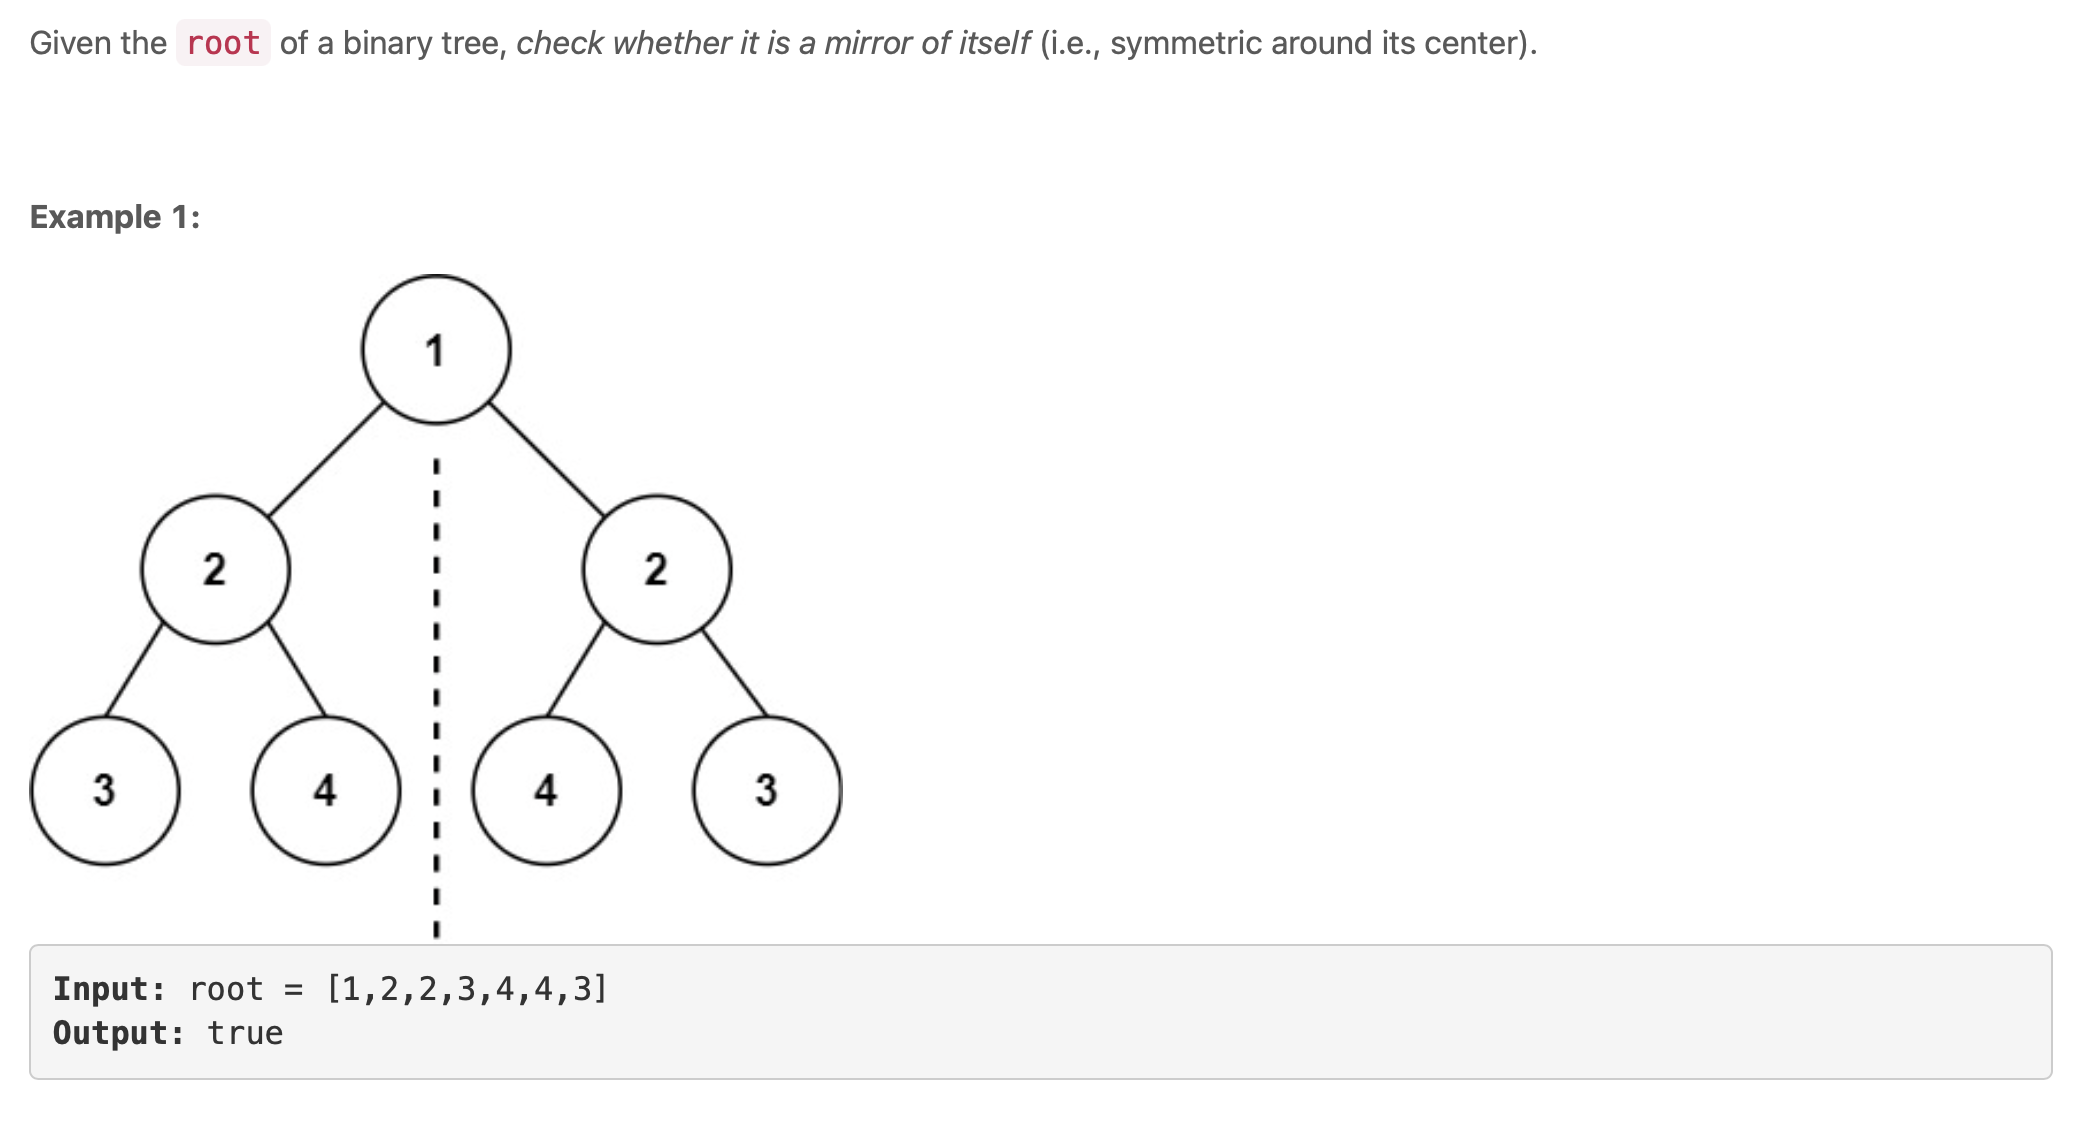 Given the root of a binary tree, check whether it is a mirror of itself (i.e., symmetric around its center).
Example 1:
1
2 2
3 4 4 3
Input: root = [1,2,2,3,4,4,3]
Output: true